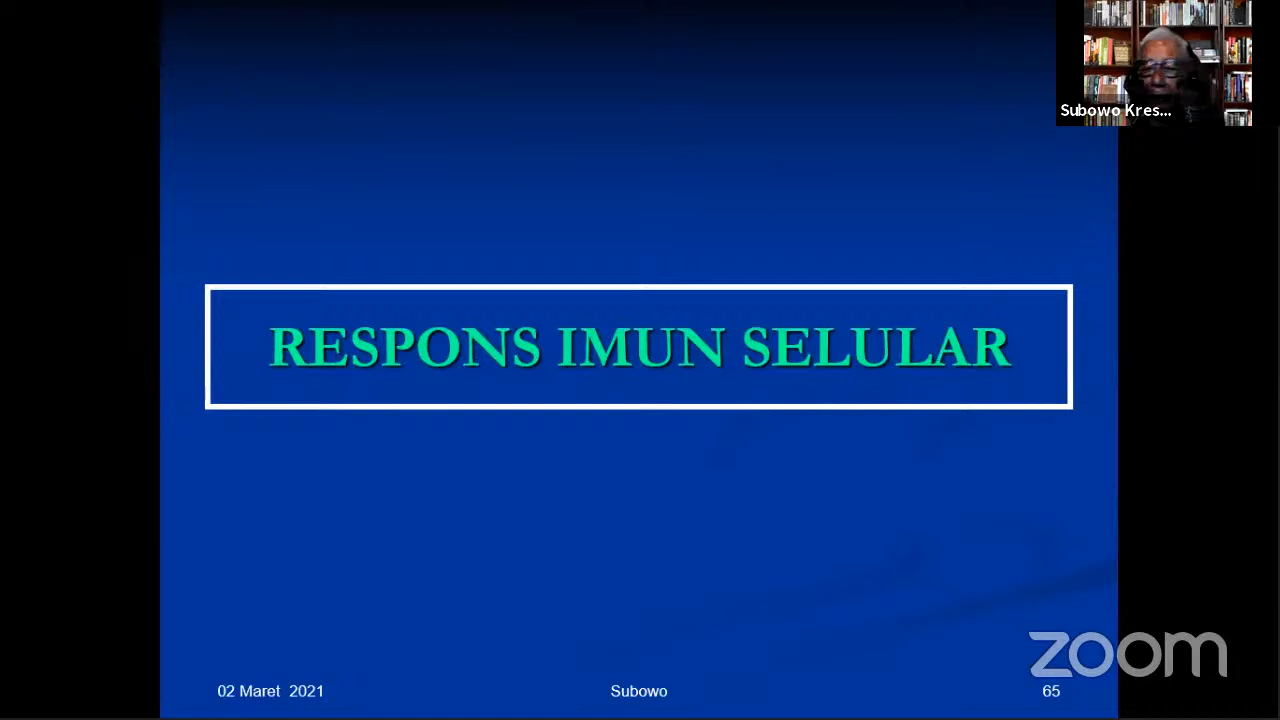 Subowo Kres...
RESPONS IMUN SELULAR
zoom
02 Maret 2021 Subowo 65